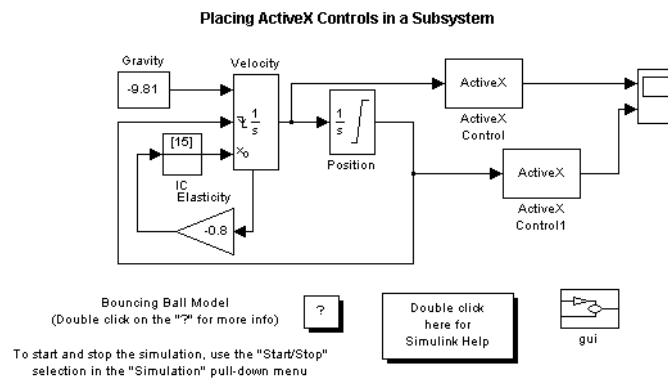 Placing ActiveX Controls in a Subsystem
Gravity
-9.81
Velocity
1
s
xo
[15]
IC
Elasticity
-0.8
1
s
Position
ActiveX
ActiveX
Control
ActiveX
ActiveX
Control1
Bouncing Ball Model
(Double click on the "?" for more info)
?
Double click
here for
Simulink Help
gui
To start and stop the simulation, use the "Start/Stop"
selection in the "Simulation" pull-down menu